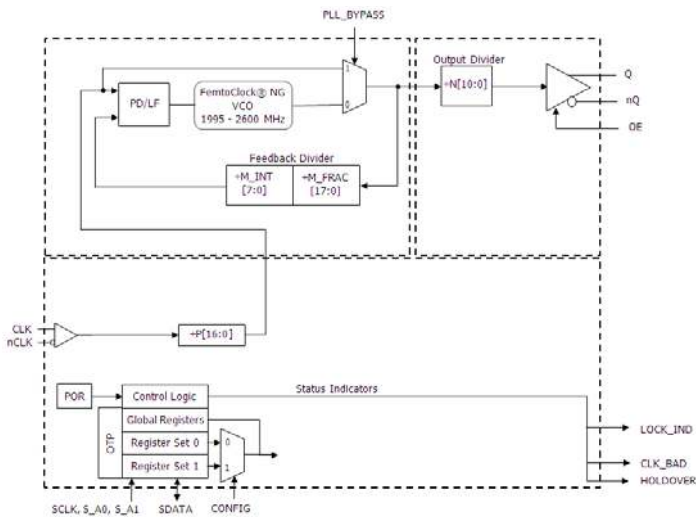 PLL_BYPASS
Output Divider
1
FemtoClock® NG
VCO
1995 - 2600 MHz
PD/LF
0
÷N[10:0]
Q
nQ
OE
Feedback Divider
÷M_INT
[7:0]
÷M_FRAC
[17:0]
CLK
nCLK
÷P[16:0]
POR
Control Logic
Status Indicators
Global Registers
OTP
Register Set 0
0
Register Set 1
1
LOCK_IND
CLK_BAD
HOLDOVER
SCLK, S_A0, S_A1
SDATA
CONFIG